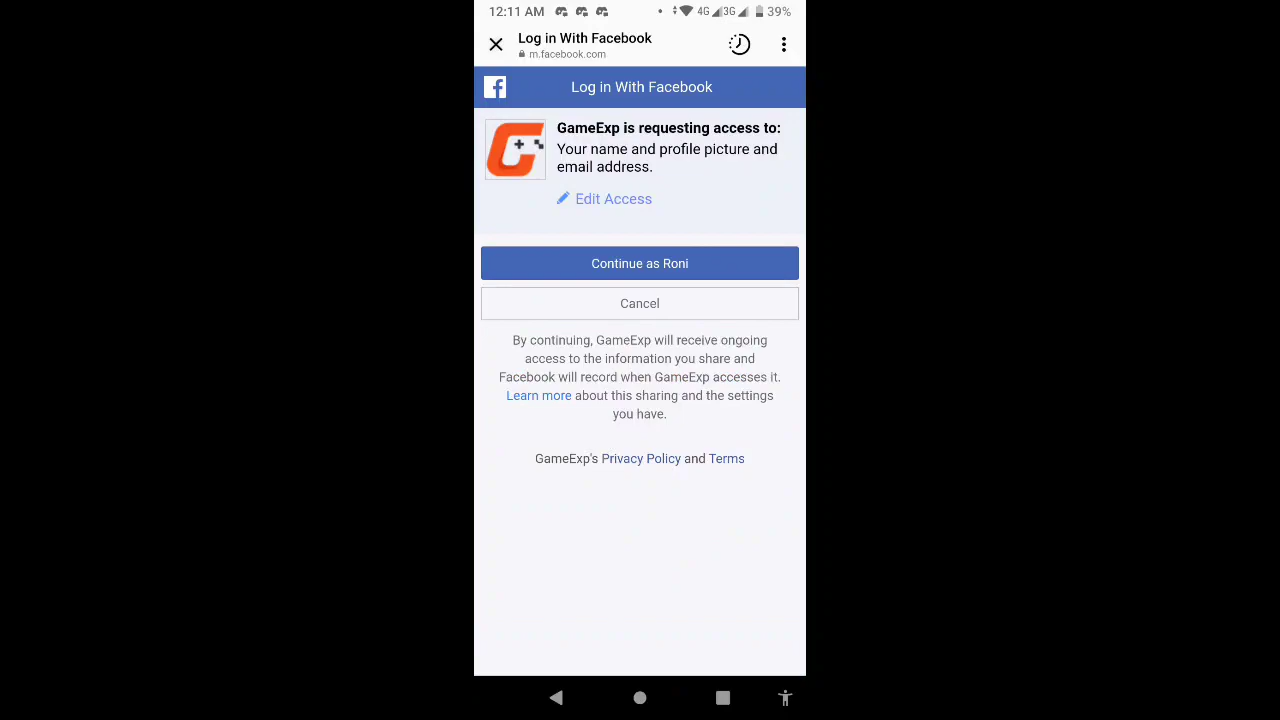 12:11 AM 4G 3G 39%
Log in With Facebook
m.facebook.com
Log in With Facebook
GameExp is requesting access to:
Your name and profile picture and
email address.
Edit Access
Continue as Roni
Cancel
By continuing, GameExp will receive ongoing
access to the information you share and
Facebook will record when GameExp accesses it.
Learn more about this sharing and the settings
you have.
GameExp's Privacy Policy and Terms